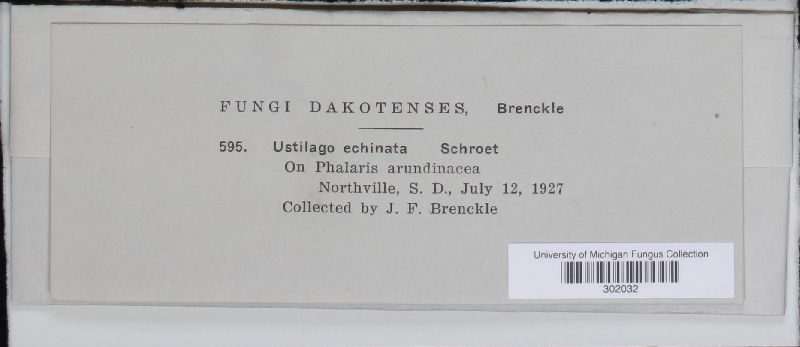 FUNGI DAKOTENSES, Brenckle
595. Ustilago echinata Schroet
On Phalaris arundinacea
Northville, S. D., July 12, 1927
Collected by J. F. Brenckle
University of Michigan Fungus Collection
302032